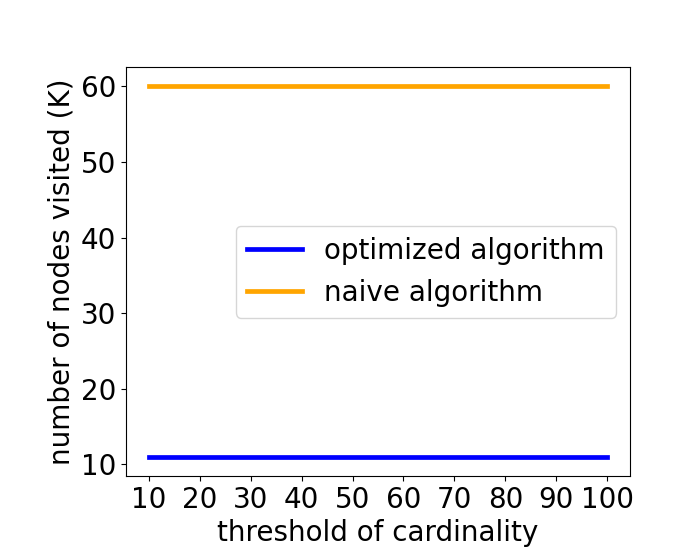 number of nodes visited (K)
60
50
40
30
20
10
optimized algorithm
naive algorithm
10 20 30 40 50 60 70 80 90 100
threshold of cardinality